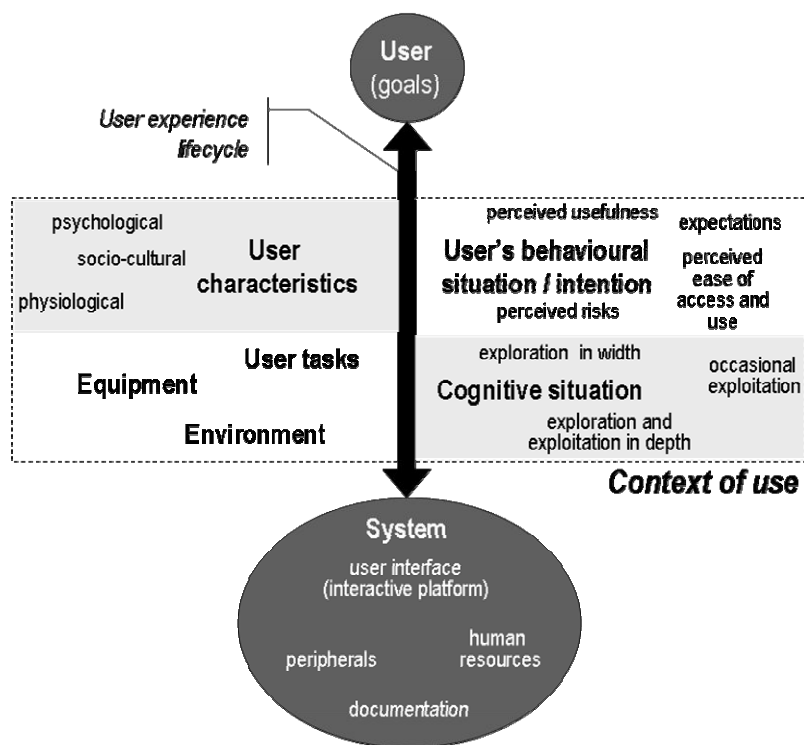 User
(goals)
User experience
lifecycle
psychological
socio-cultural
physiological
User
characteristics
perceived usefulness
expectations
User's behavioural
situation / intention
perceived risks
perceived
ease of
access and
use
User tasks
Equipment
Environment
exploration in width
occasional
exploitation
Cognitive situation
exploration and
exploitation in depth
Context of use
System
user interface
(interactive platform)
peripherals
human
resources
documentation